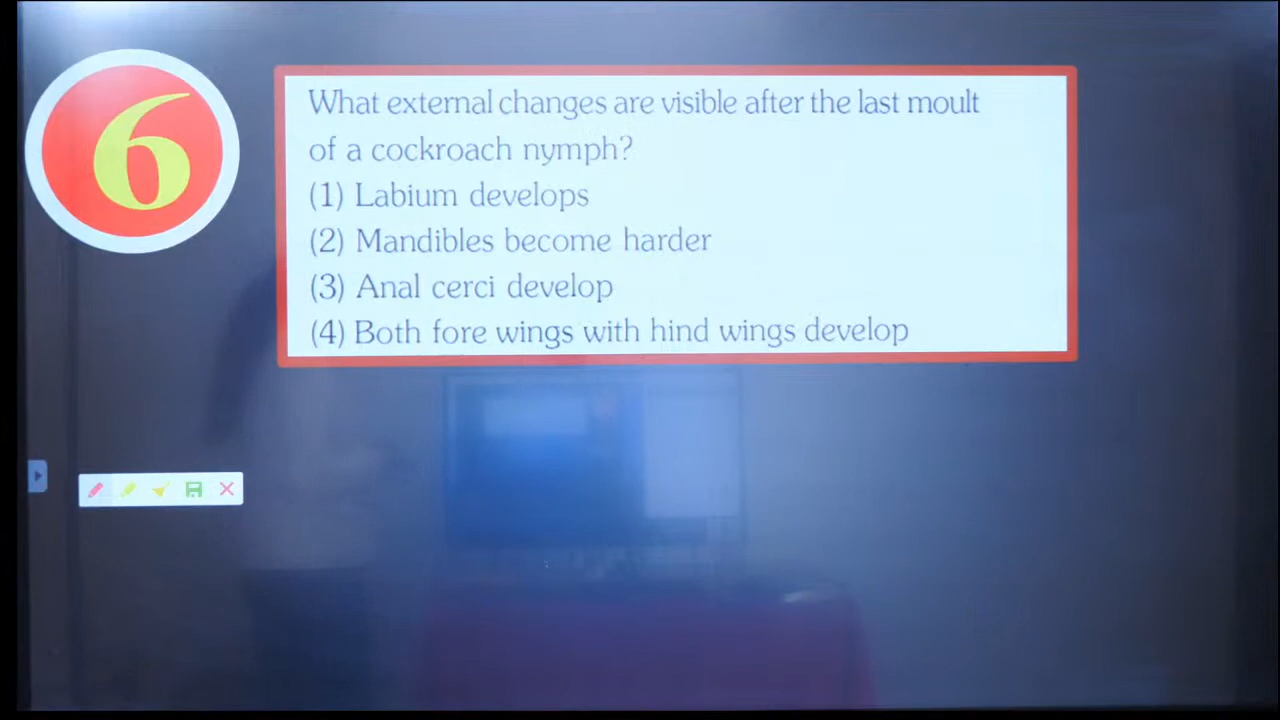 6
What external changes are visible after the last moult
of a cockroach nymph?
(1) Labium develops
(2) Mandibles become harder
(3) Anal cerci develop
(4) Both fore wings with hind wings develop